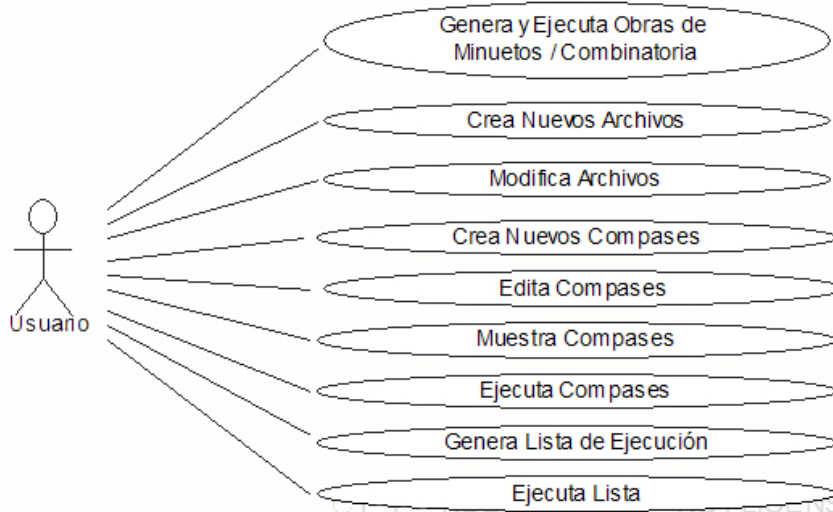 Genera y Ejecuta Obras de
Minuetos / Combinatoria
Crea Nuevos Archivos
Modifica Archivos
Crea Nuevos Compases
Edita Compases
Usuario
Muestra Compases
Ejecuta Compases
Genera Lista de Ejecución
Ejecuta Lista